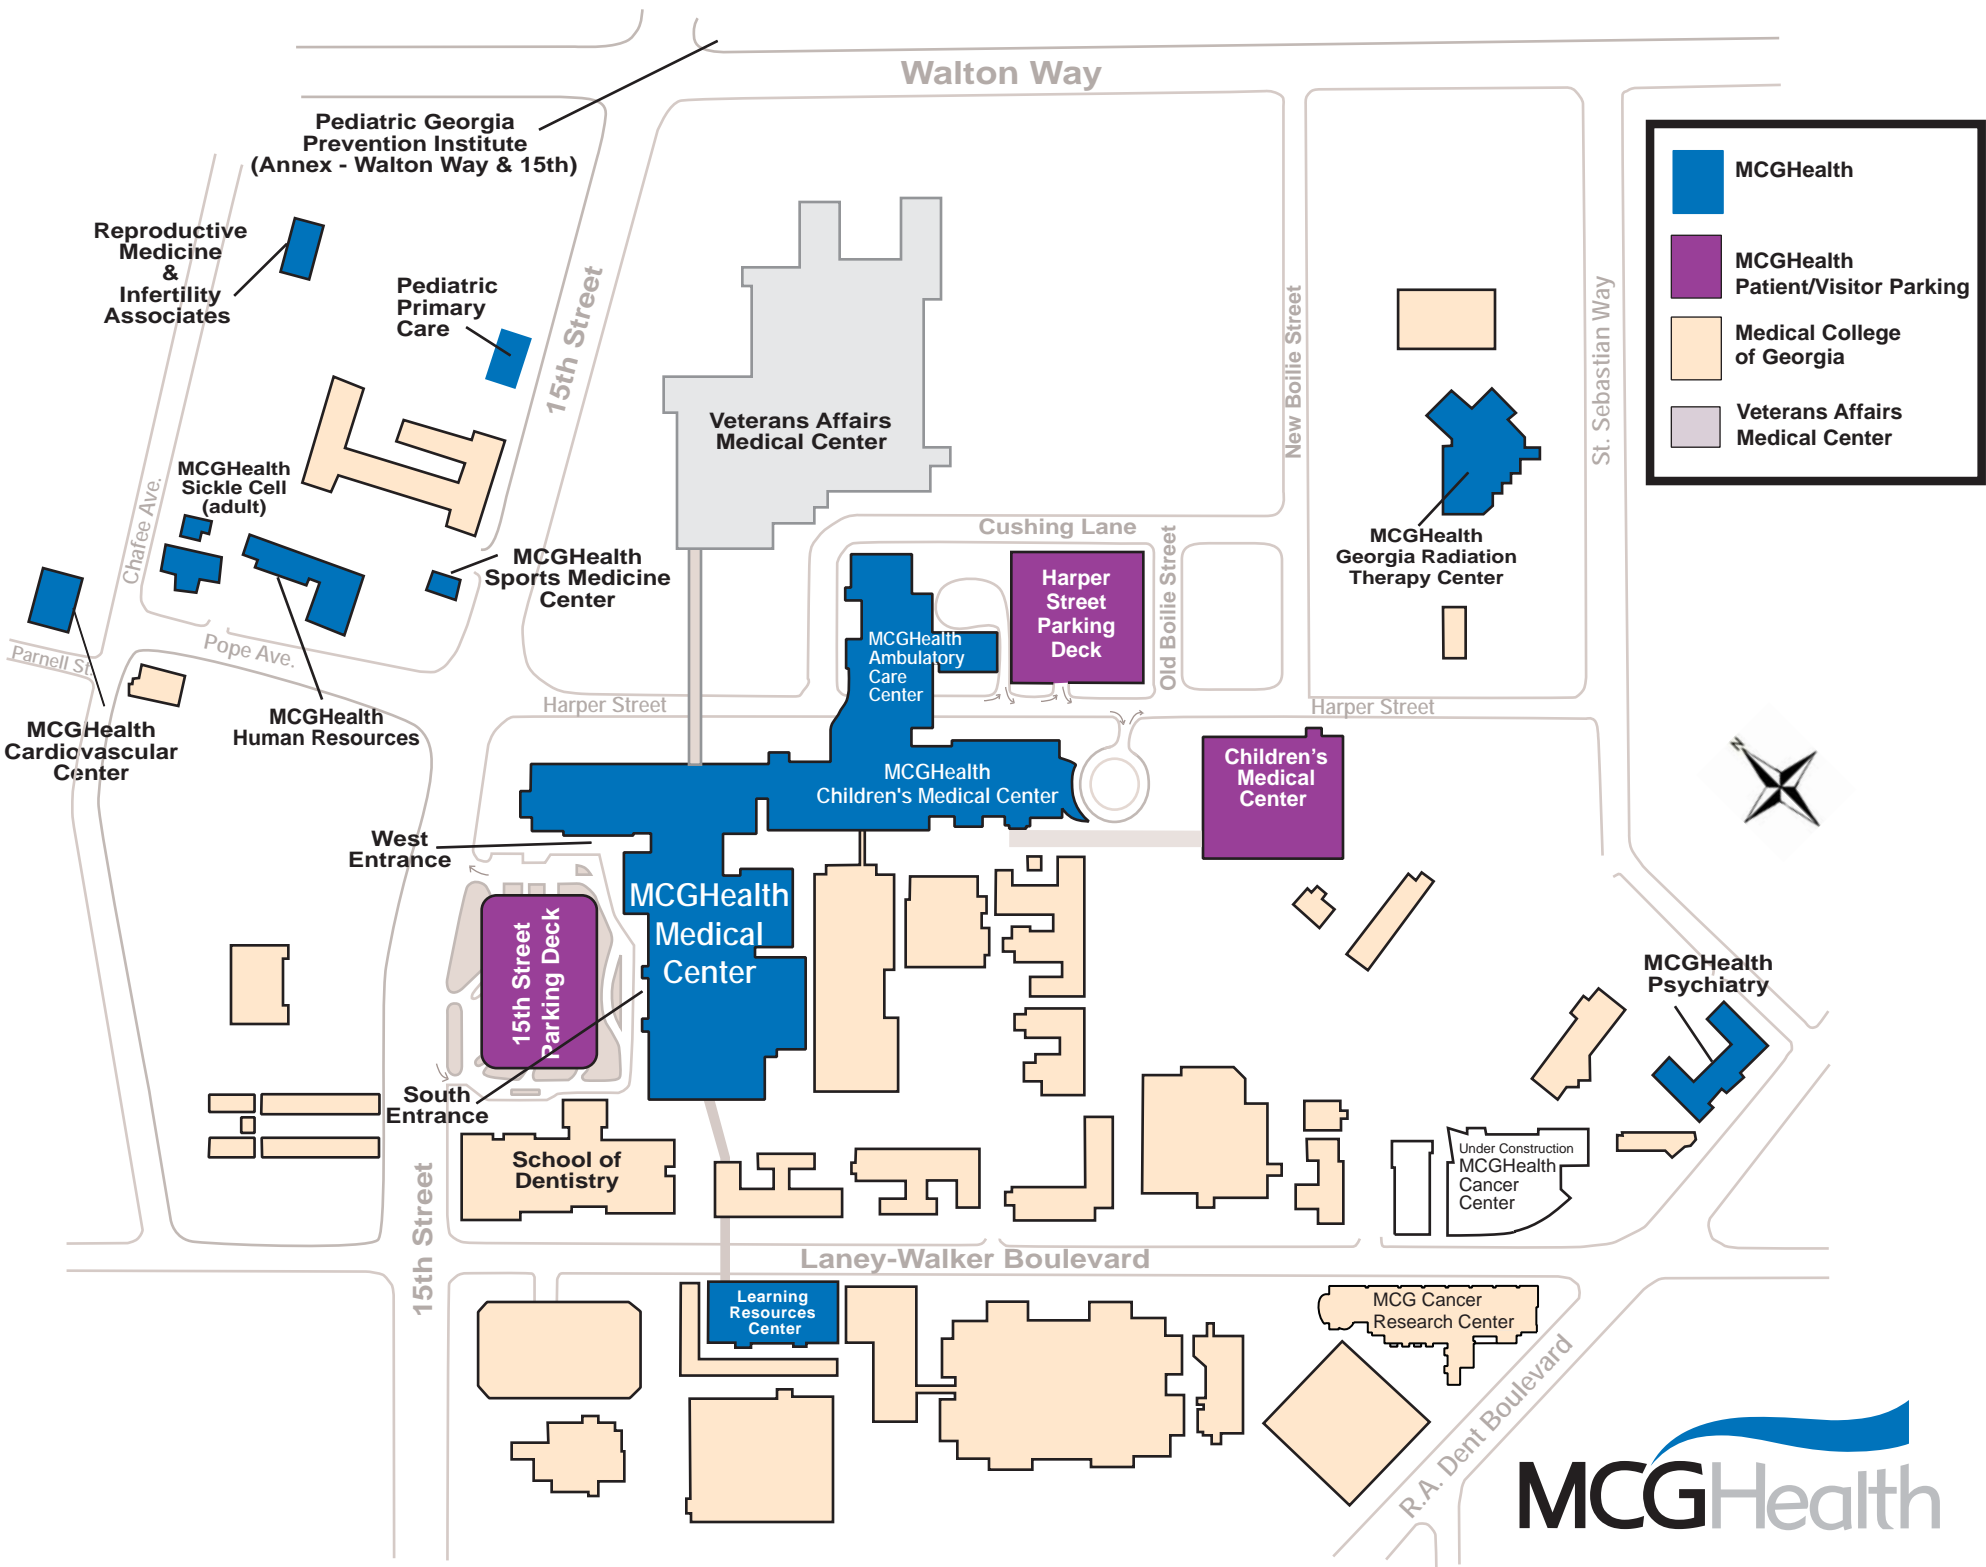 Walton Way
Pediatric Georgia
Prevention Institute
(Annex - Walton Way & 15th)
MCGHealth
MCGHealth
Patient/Visitor Parking
Medical College
of Georgia
Veterans Affairs
Medical Center
Reproductive
Medicine
&
Infertility
Associates
Pediatric
Primary
Care
15th Street
Veterans Affairs
Medical Center
New Boilie Street
St. Sebastian Way
MCGHealth
Sickle Cell
(adult)
Chafee Ave.
MCGHealth
Sports Medicine
Center
Cushing Lane
Old Boilie Street
Harper
Street
Parking
Deck
MCGHealth
Georgia Radiation
Therapy Center
MCGHealth
Ambulatory
Care
Center
Parnell St.
Pope Ave.
Harper Street
Harper Street
MCGHealth
Human Resources
MCGHealth
Cardiovascular
Center
N
MCGHealth
Children's Medical Center
Children's
Medical
Center
West
Entrance
MCGHealth
Medical
Center
15th Street
Parking Deck
MCGHealth
Psychiatry
South
Entrance
School of
Dentistry
Under Construction
MCGHealth
Cancer
Center
15th Street
Laney-Walker Boulevard
Learning
Resources
Center
MCG Cancer
Research Center
R.A. Dent Boulevard
MCGHealth